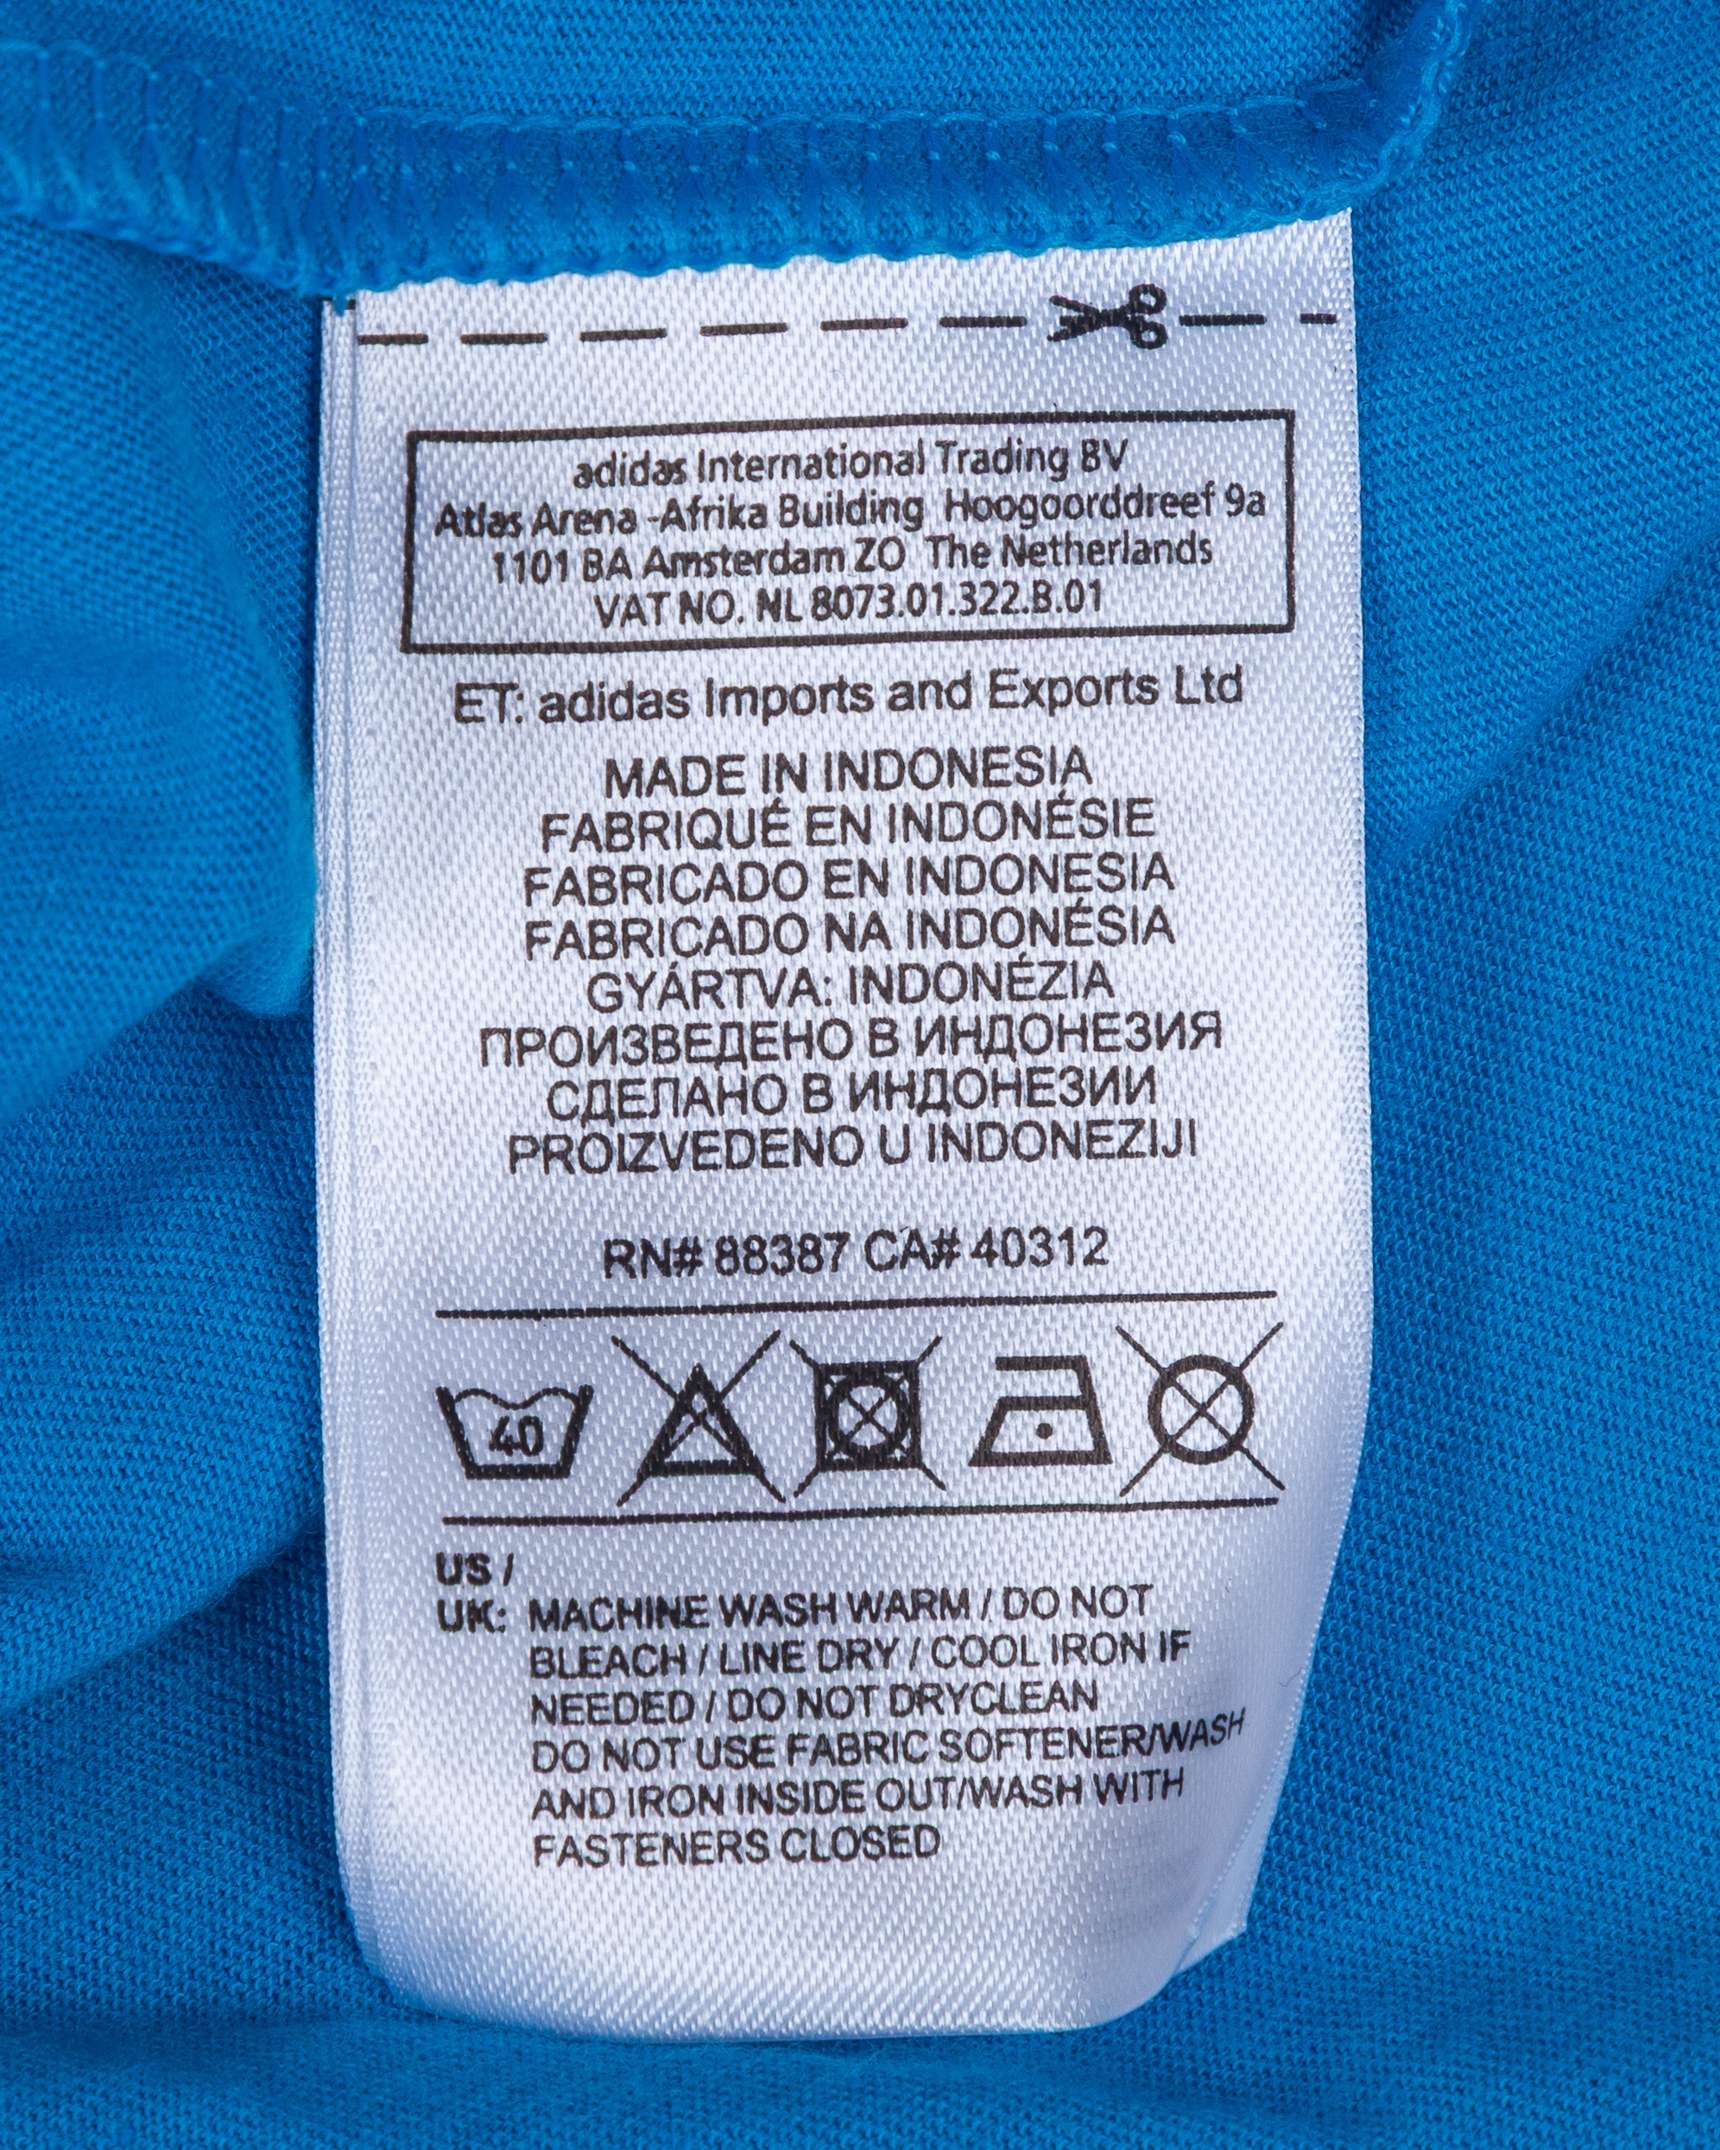 adidas International Trading BV
Atlas Arena -Afrika Building Hoogoorddreef 9a
1101 BA Amsterdam ZO The Netherlands
VAT NO. NL 8073.01.322.B.01
ET: adidas Imports and Exports Ltd
MADE IN INDONESIA
FABRIQUÉ EN INDONÉSIE
FABRICADO EN INDONESIA
FABRICADO NA INDONÉSIA
GYÁRTVA: INDONÉZIA
ПРОИЗВЕДЕНО В ИНДОНЕЗИЯ
СДЕЛАНО В ИНДОНЕЗИИ
PROIZVEDENO U INDONEZIJI
RN# 88387 CA# 40312
40
US /
UK: MACHINE WASH WARM / DO NOT
BLEACH / LINE DRY / COOL IRON IF
NEEDED / DO NOT DRYCLEAN
DO NOT USE FABRIC SOFTENER/WASH
AND IRON INSIDE OUT/WASH WITH
FASTENERS CLOSED